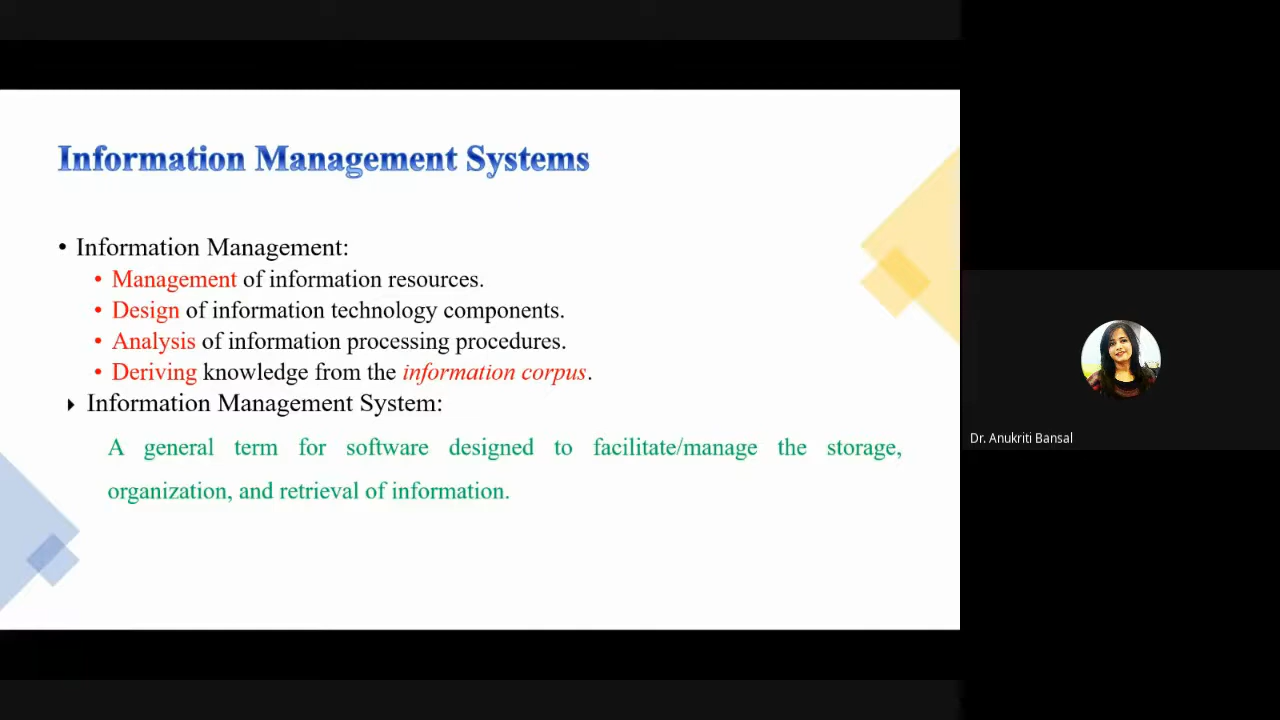 Information Management Systems
• Information Management:
• Management of information resources.
• Design of information technology components.
• Analysis of information processing procedures.
• Deriving knowledge from the information corpus.
Information Management System:
A general term for software designed to facilitate/manage the storage,
organization, and retrieval of information.
Dr. Anukriti Bansal